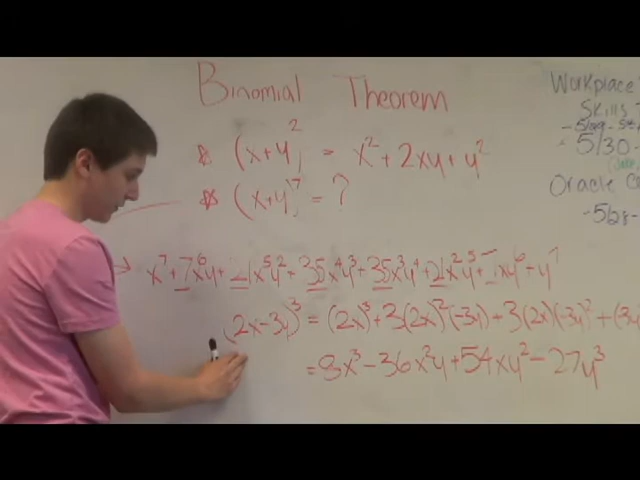 Binomial Theorem
* (x+y)² = x² + 2xy + y²
* (x+y)⁷ = ?
→ x⁷ + 7x⁶y + 21x⁵y² + 35x⁴y³ + 35x³y⁴ + 21x²y⁵ + 7xy⁶ + y⁷
(2x-3y)³ = (2x)³ + 3(2x)²(-3y) + 3(2x)(-3y)² + (-3y
= 8x³ - 36x²y + 54xy² - 27y³
Workplace
Skills
- 5/30 -
Oracle